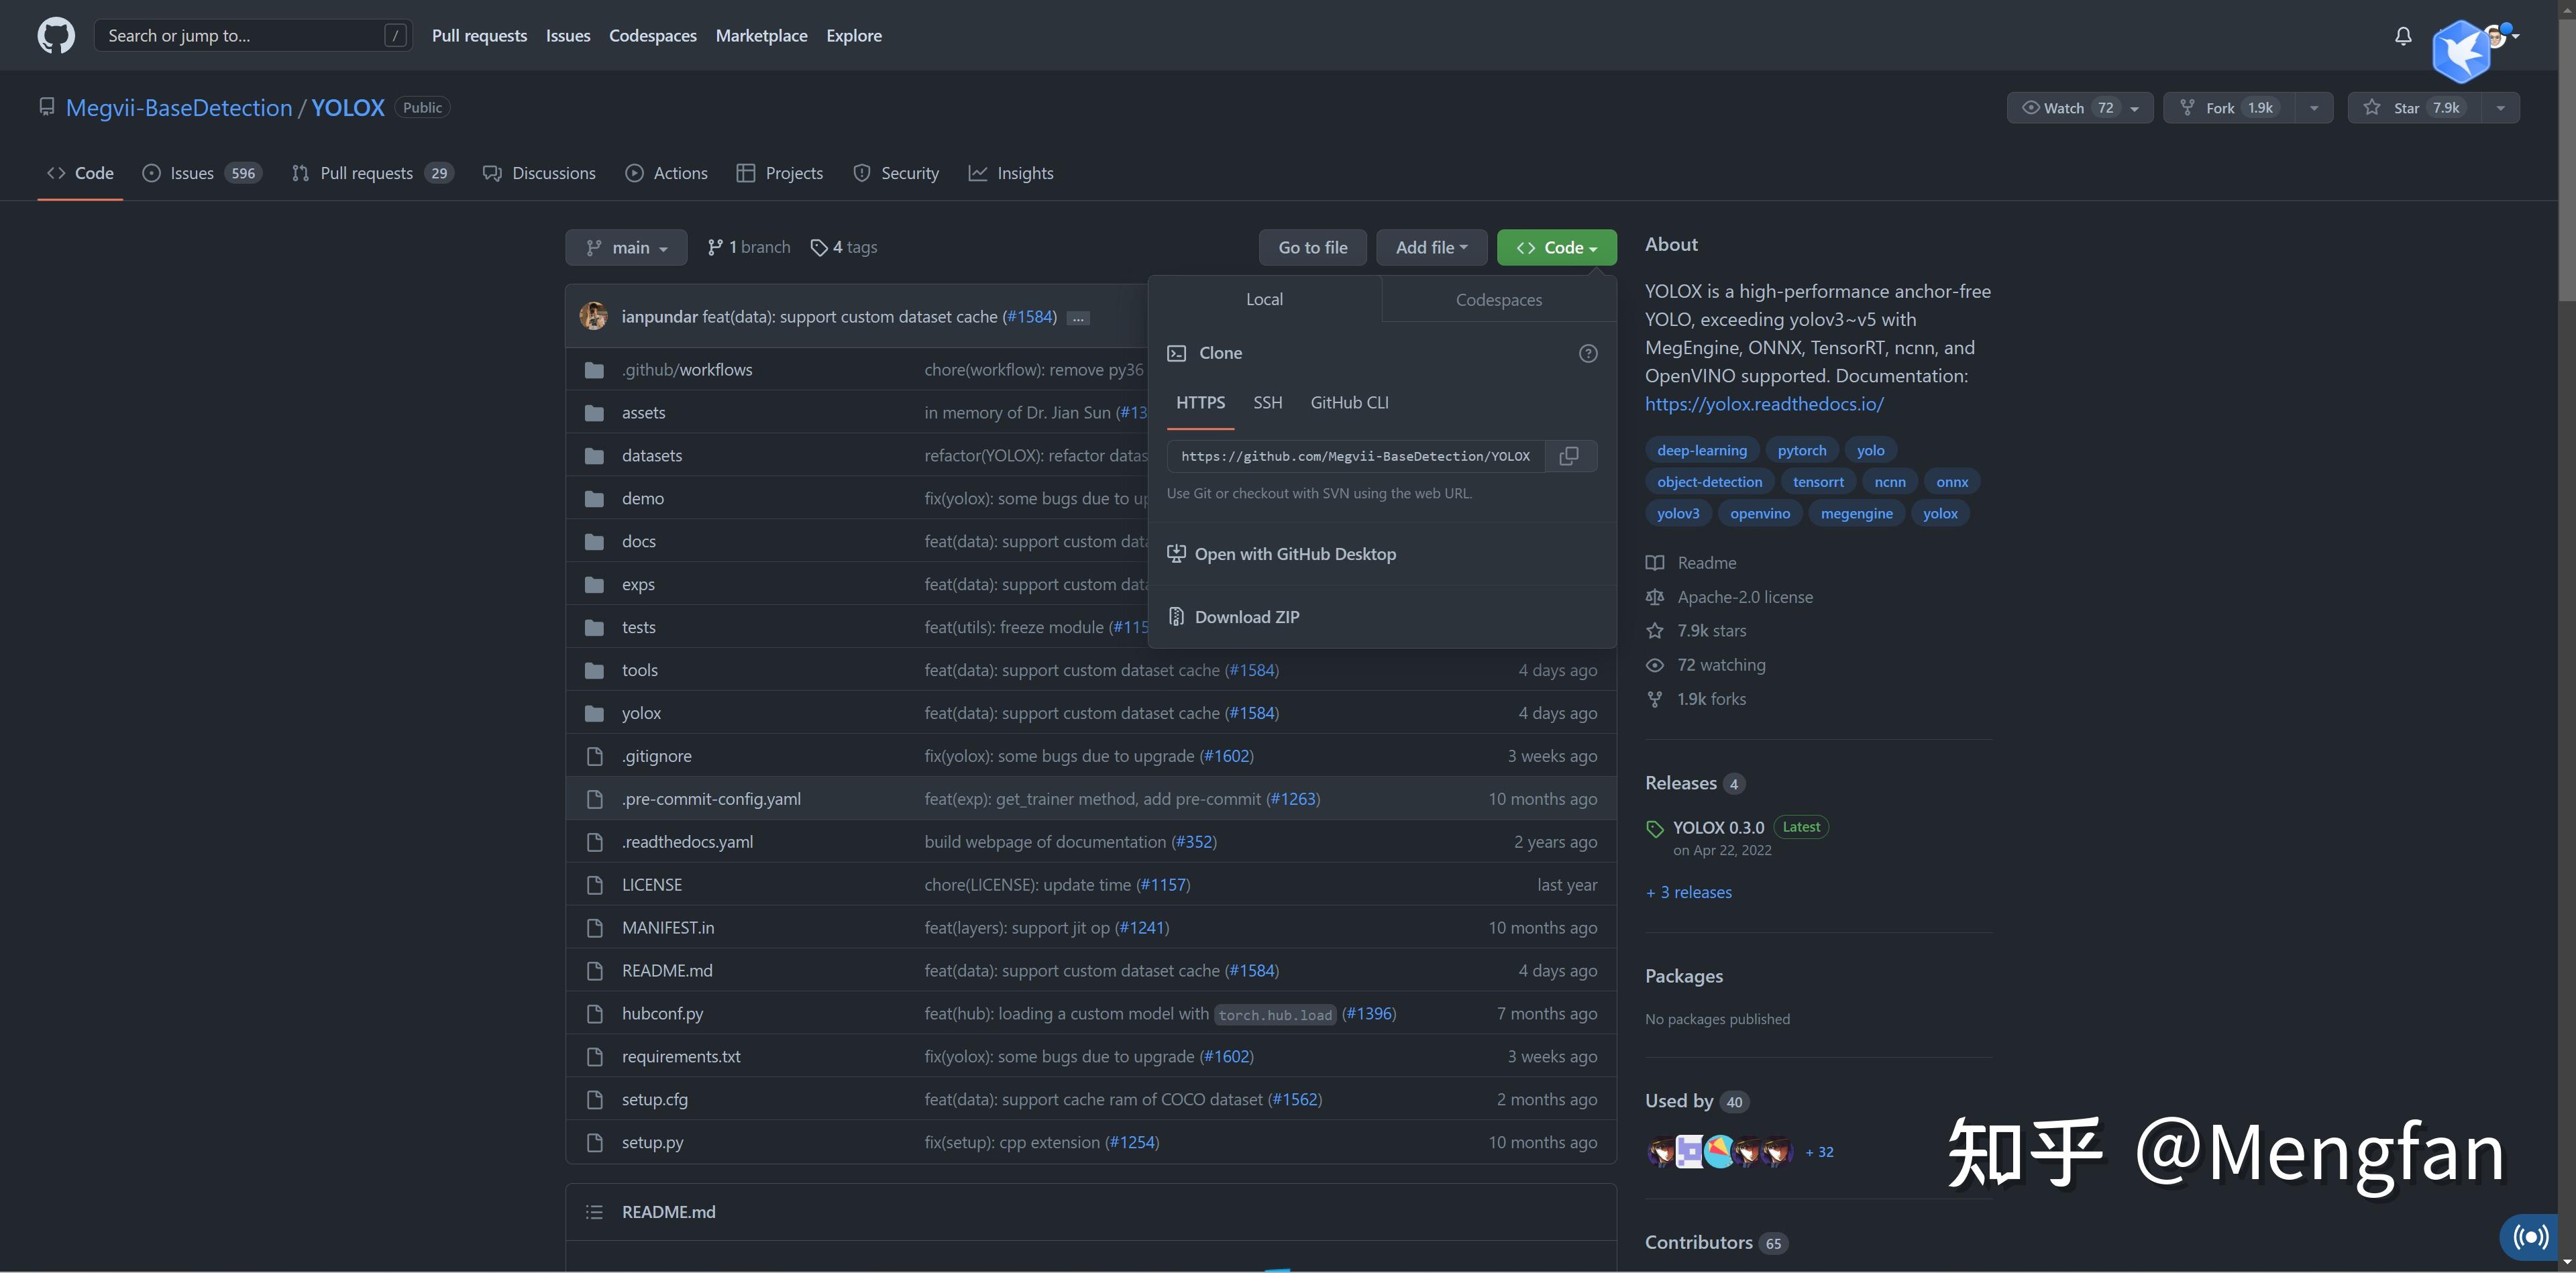 Search or jump to... /
Pull requests Issues Codespaces Marketplace Explore
Megvii-BaseDetection / YOLOX Public
Watch 72 Fork 1.9k Star 7.9k
Code Issues 596 Pull requests 29 Discussions Actions Projects Security Insights
main 1 branch 4 tags Go to file Add file Code
ianpundar feat(data): support custom dataset cache (#1584) ...
.github/workflows chore(workflow): remove py36
assets in memory of Dr. Jian Sun (#13
datasets refactor(YOLOX): refactor datas
demo fix(yolox): some bugs due to up
docs feat(data): support custom data
exps feat(data): support custom data
tests feat(utils): freeze module (#115
tools feat(data): support custom dataset cache (#1584) 4 days ago
yolox feat(data): support custom dataset cache (#1584) 4 days ago
.gitignore fix(yolox): some bugs due to upgrade (#1602) 3 weeks ago
.pre-commit-config.yaml feat(exp): get_trainer method, add pre-commit (#1263) 10 months ago
.readthedocs.yaml build webpage of documentation (#352) 2 years ago
LICENSE chore(LICENSE): update time (#1157) last year
MANIFEST.in feat(layers): support jit op (#1241) 10 months ago
README.md feat(data): support custom dataset cache (#1584) 4 days ago
hubconf.py feat(hub): loading a custom model with torch.hub.load (#1396) 7 months ago
requirements.txt fix(yolox): some bugs due to upgrade (#1602) 3 weeks ago
setup.cfg feat(data): support cache ram of COCO dataset (#1562) 2 months ago
setup.py fix(setup): cpp extension (#1254) 10 months ago
README.md
Local Codespaces
Clone
HTTPS SSH GitHub CLI
https://github.com/Megvii-BaseDetection/YOLOX
Use Git or checkout with SVN using the web URL.
Open with GitHub Desktop
Download ZIP
About
YOLOX is a high-performance anchor-free
YOLO, exceeding yolov3~v5 with
MegEngine, ONNX, TensorRT, ncnn, and
OpenVINO supported. Documentation:
https://yolox.readthedocs.io/
deep-learning pytorch yolo
object-detection tensorrt ncnn onnx
yolov3 openvino megengine yolox
Readme
Apache-2.0 license
7.9k stars
72 watching
1.9k forks
Releases 4
YOLOX 0.3.0 Latest
on Apr 22, 2022
+ 3 releases
Packages
No packages published
Used by 40
+ 32
Contributors 65
知乎 @Mengfan